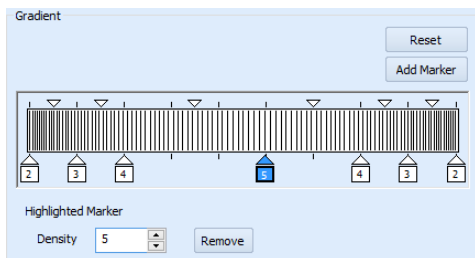 Gradient
Reset
Add Marker
2 3 4 5 4 3 2
Highlighted Marker
Density 5 Remove